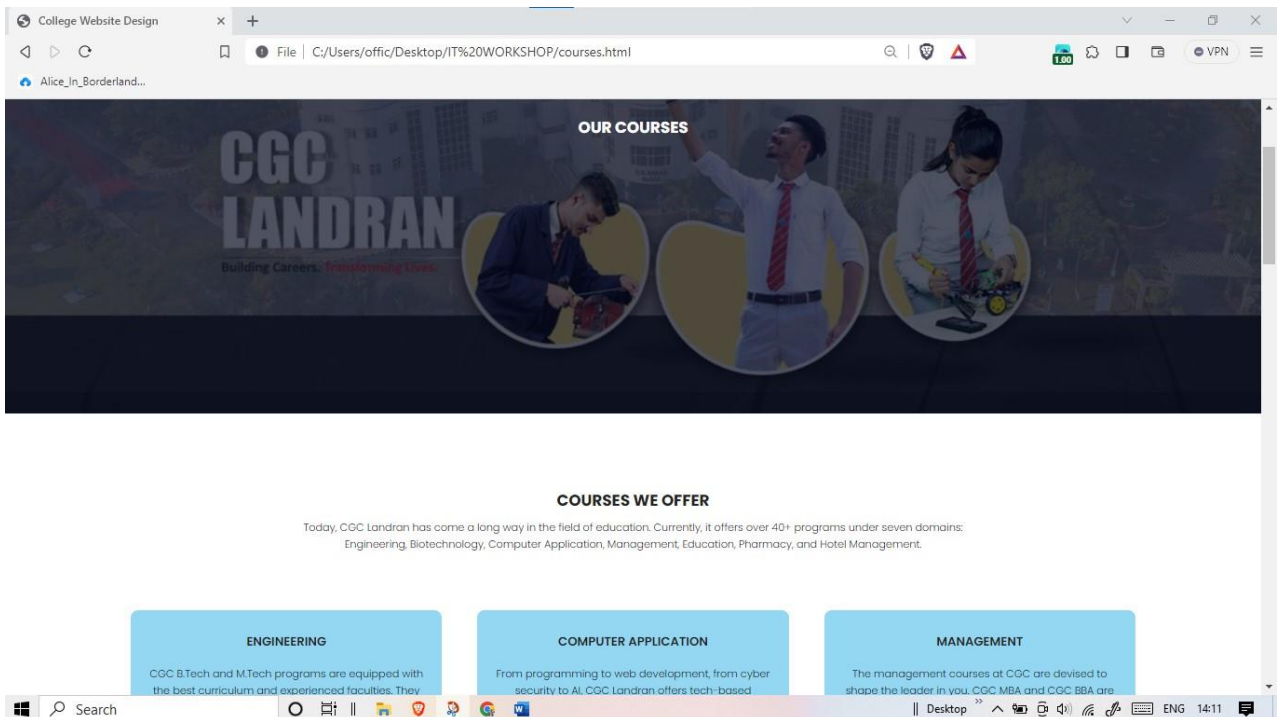 College Website Design
File
C:/Users/offic/Desktop/IT%20WORKSHOP/courses.html
1.00
VPN
Alice_In_Borderland...
OUR COURSES
CGC
LANDRAN
Building Careers. Transforming Lives.
COURSES WE OFFER
Today, CGC Landran has come a long way in the field of education. Currently, it offers over 40+ programs under seven domains:
Engineering, Biotechnology, Computer Application, Management, Education, Pharmacy, and Hotel Management.
ENGINEERING
CGC B.Tech and M.Tech programs are equipped with
the best curriculum and experienced faculties. They
COMPUTER APPLICATION
From programming to web development, from cyber
security to AI, CGC Landran offers tech-based
MANAGEMENT
The management courses at CGC are devised to
shape the leader in you. CGC MBA and CGC BBA are
Search
Desktop
ENG
14:11